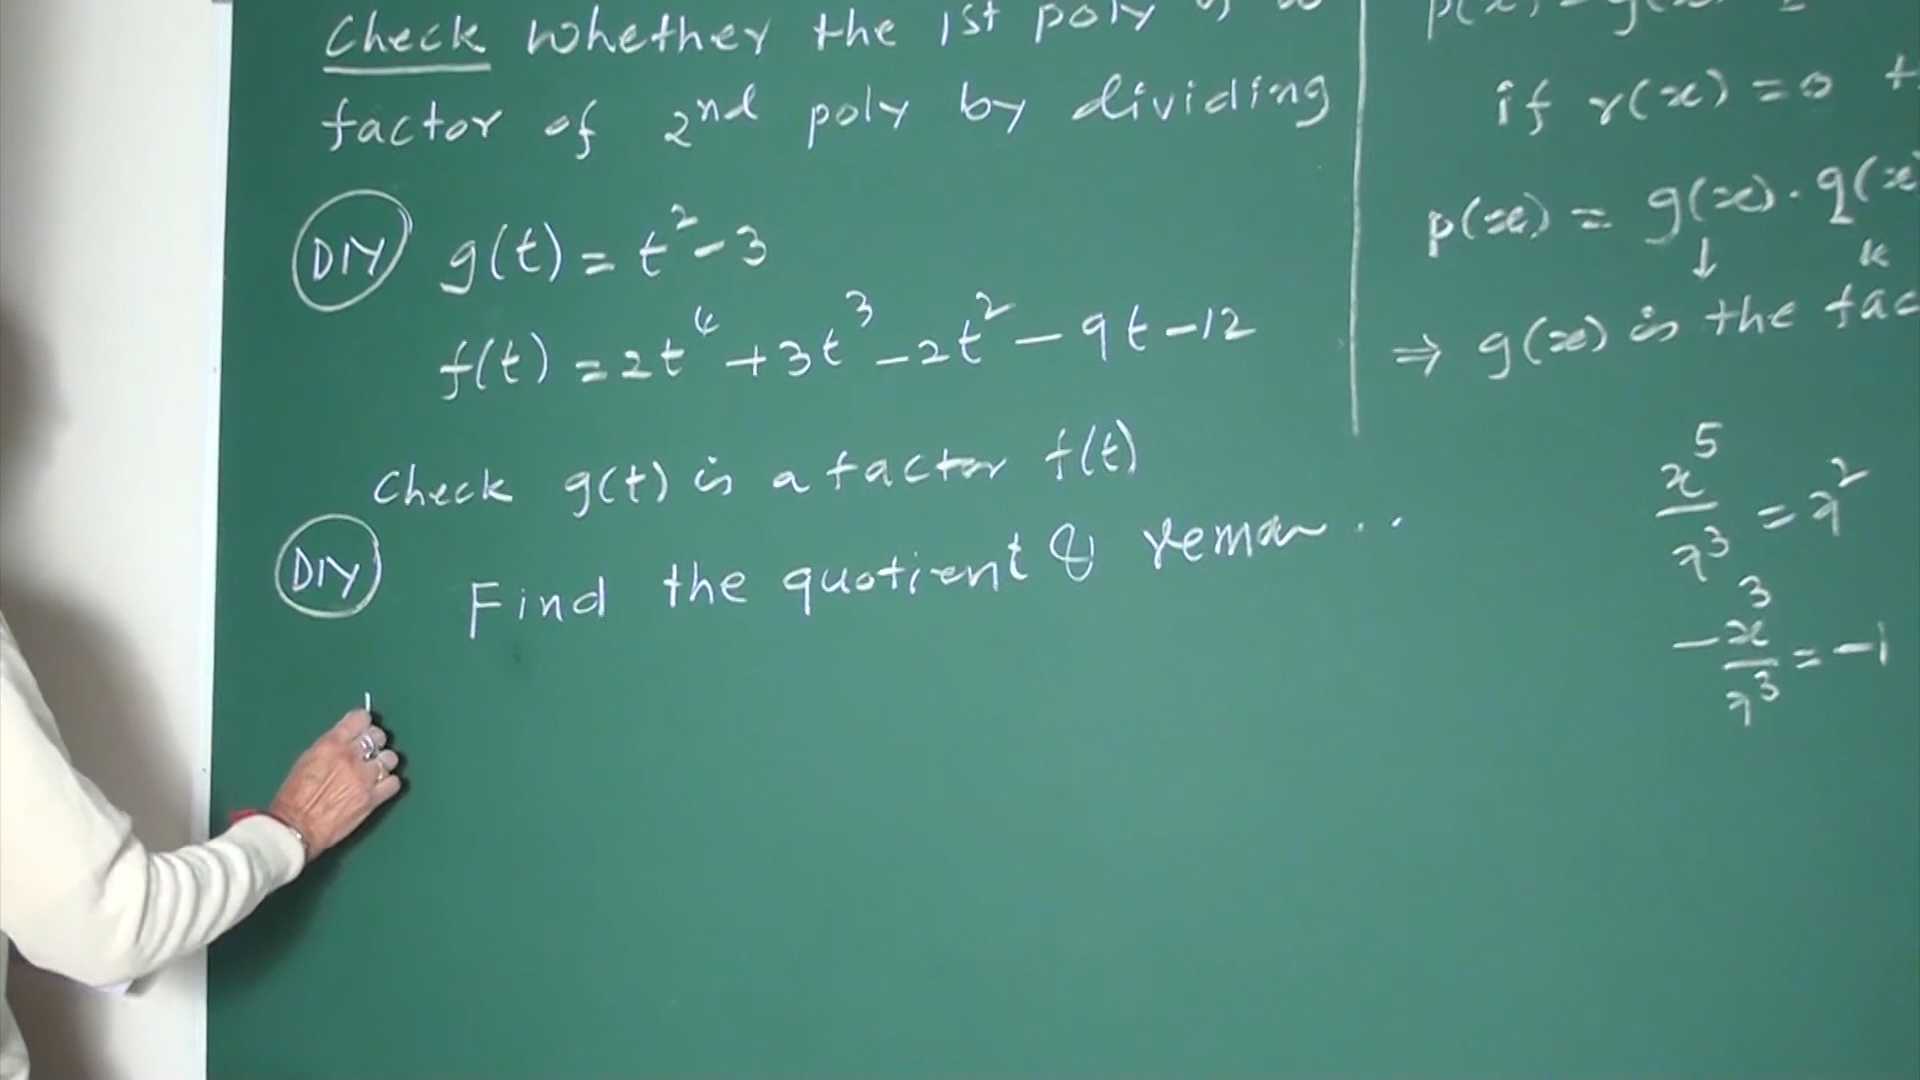 Check whether the 1st poly is a
factor of 2nd poly by dividing
DIY g(t) = t² - 3
f(t) = 2t⁴ + 3t³ - 2t² - 9t - 12
Check g(t) is a factor f(t)
DIY Find the quotient & remain ..
if r(x) = 0
p(x) = g(x) . q(x)
↓
⇒ g(x) is the fac
x⁵/x³ = x²
-x³/x³ = -1